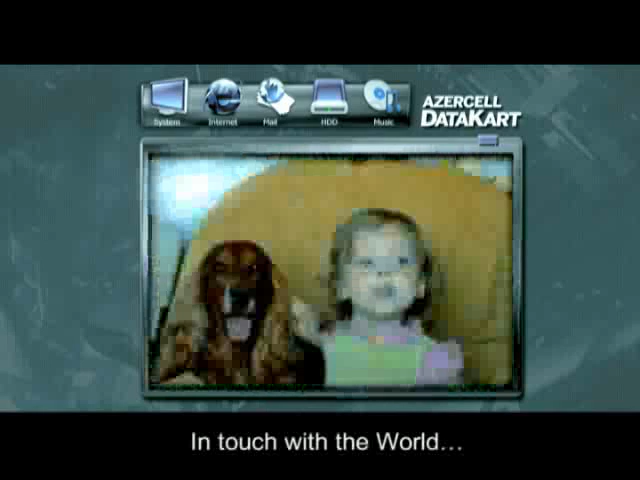 System Internet Mail HDD Music
AZERCELL
DATAKART
In touch with the World...